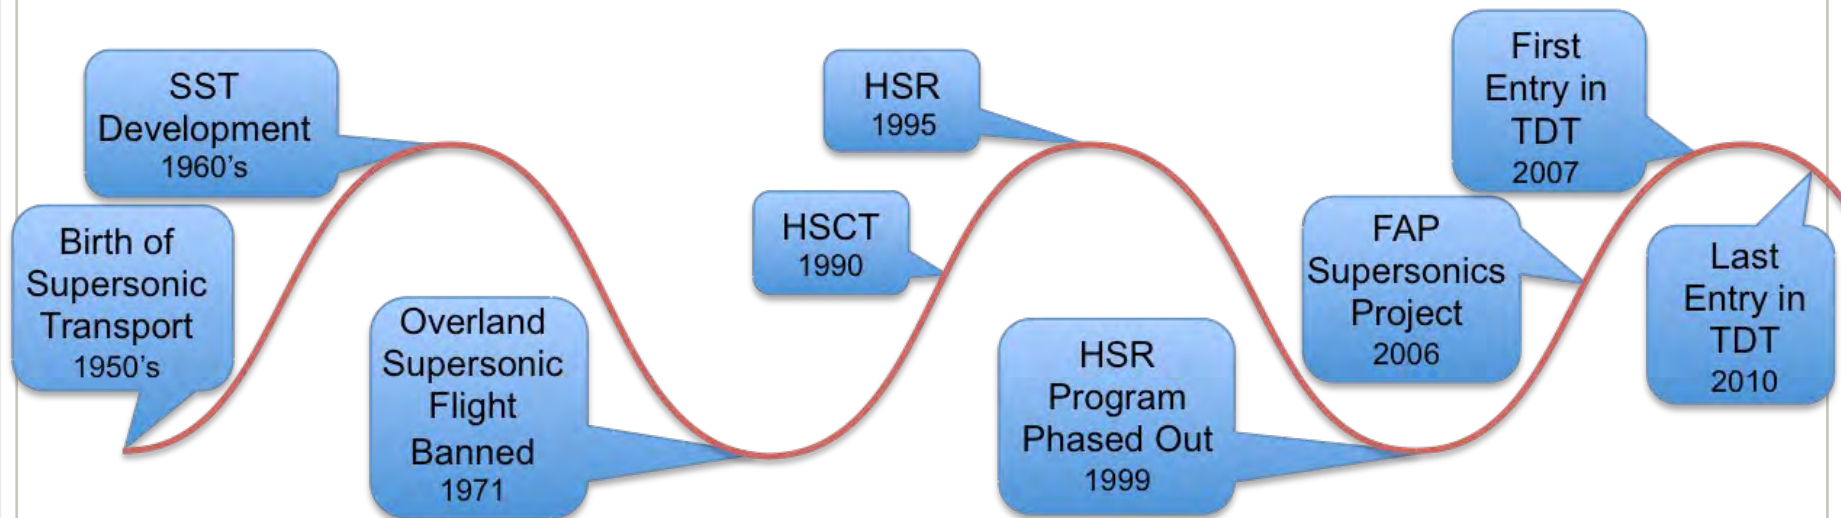 Birth of
Supersonic
Transport
1950's
SST
Development
1960's
Overland
Supersonic
Flight
Banned
1971
HSCT
1990
HSR
1995
HSR
Program
Phased Out
1999
FAP
Supersonics
Project
2006
First
Entry in
TDT
2007
Last
Entry in
TDT
2010